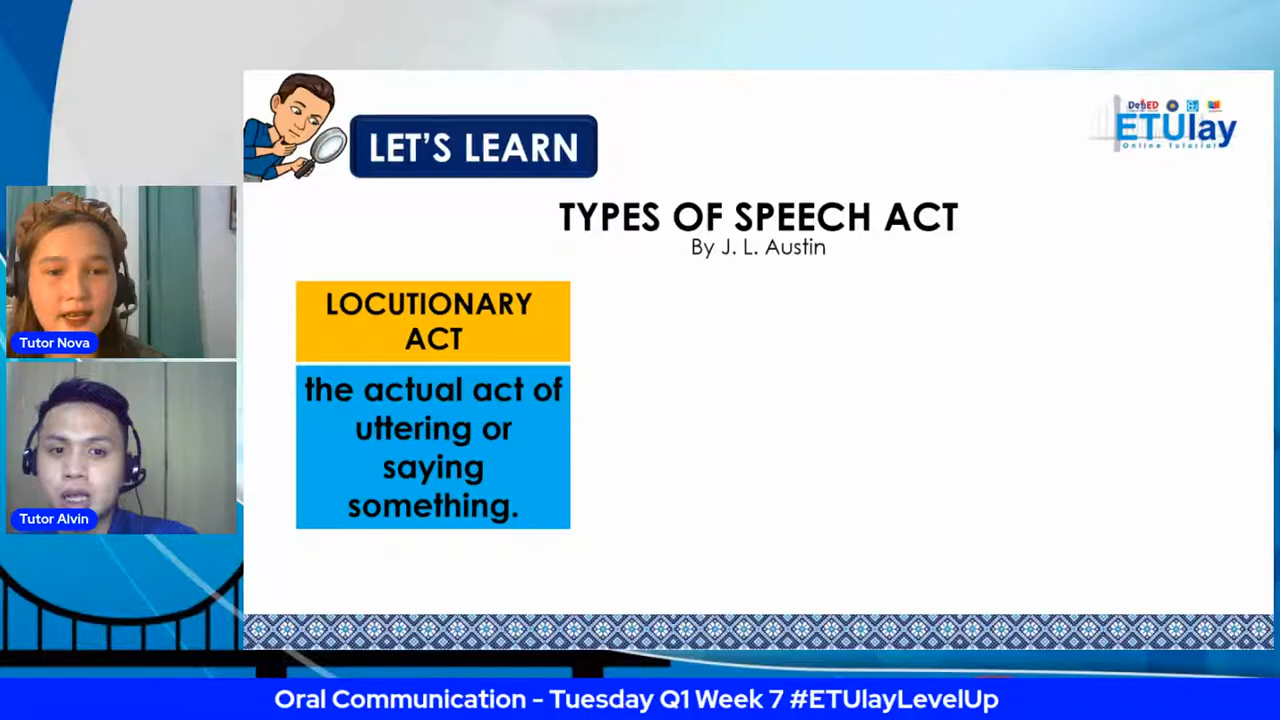 LET'S LEARN
DepED
ETUlay
Online Tutorial
TYPES OF SPEECH ACT
By J. L. Austin
LOCUTIONARY
ACT
the actual act of
uttering or
saying
something.
Tutor Nova
Tutor Alvin
Oral Communication - Tuesday Q1 Week 7 #ETUlayLevelUp